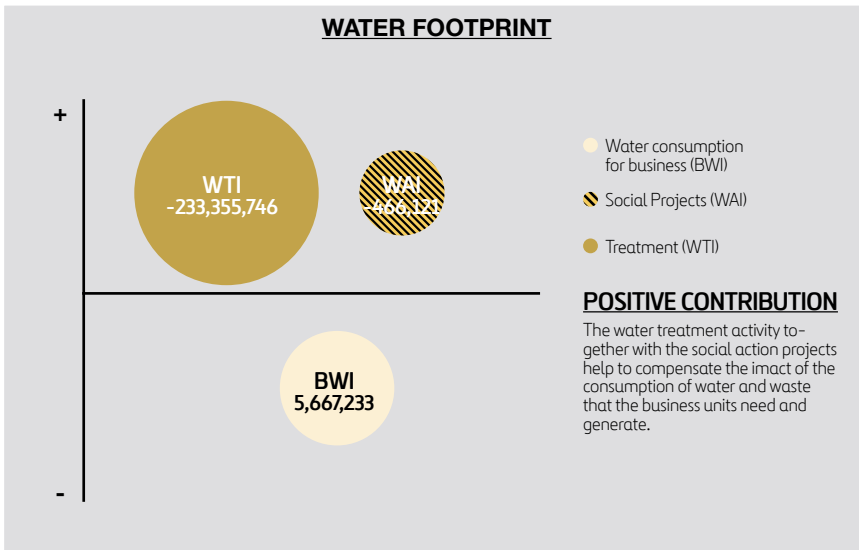 WATER FOOTPRINT
+
WTI
-233,355,746
WAI
-466,121
BWI
5,667,233
-
Water consumption
for business (BWI)
Social Projects (WAI)
Treatment (WTI)
POSITIVE CONTRIBUTION
The water treatment activity to-
gether with the social action projects
help to compensate the imact of the
consumption of water and waste
that the business units need and
generate.